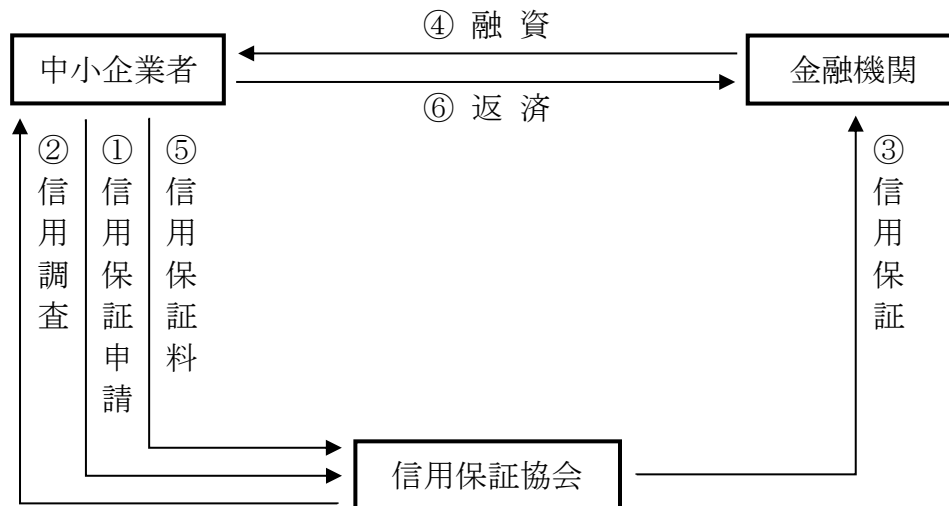 ④ 融 資
中小企業者
金融機関
⑥ 返 済
②信用調査
①信用保証申請
⑤信用保証料
③信用保証
信用保証協会